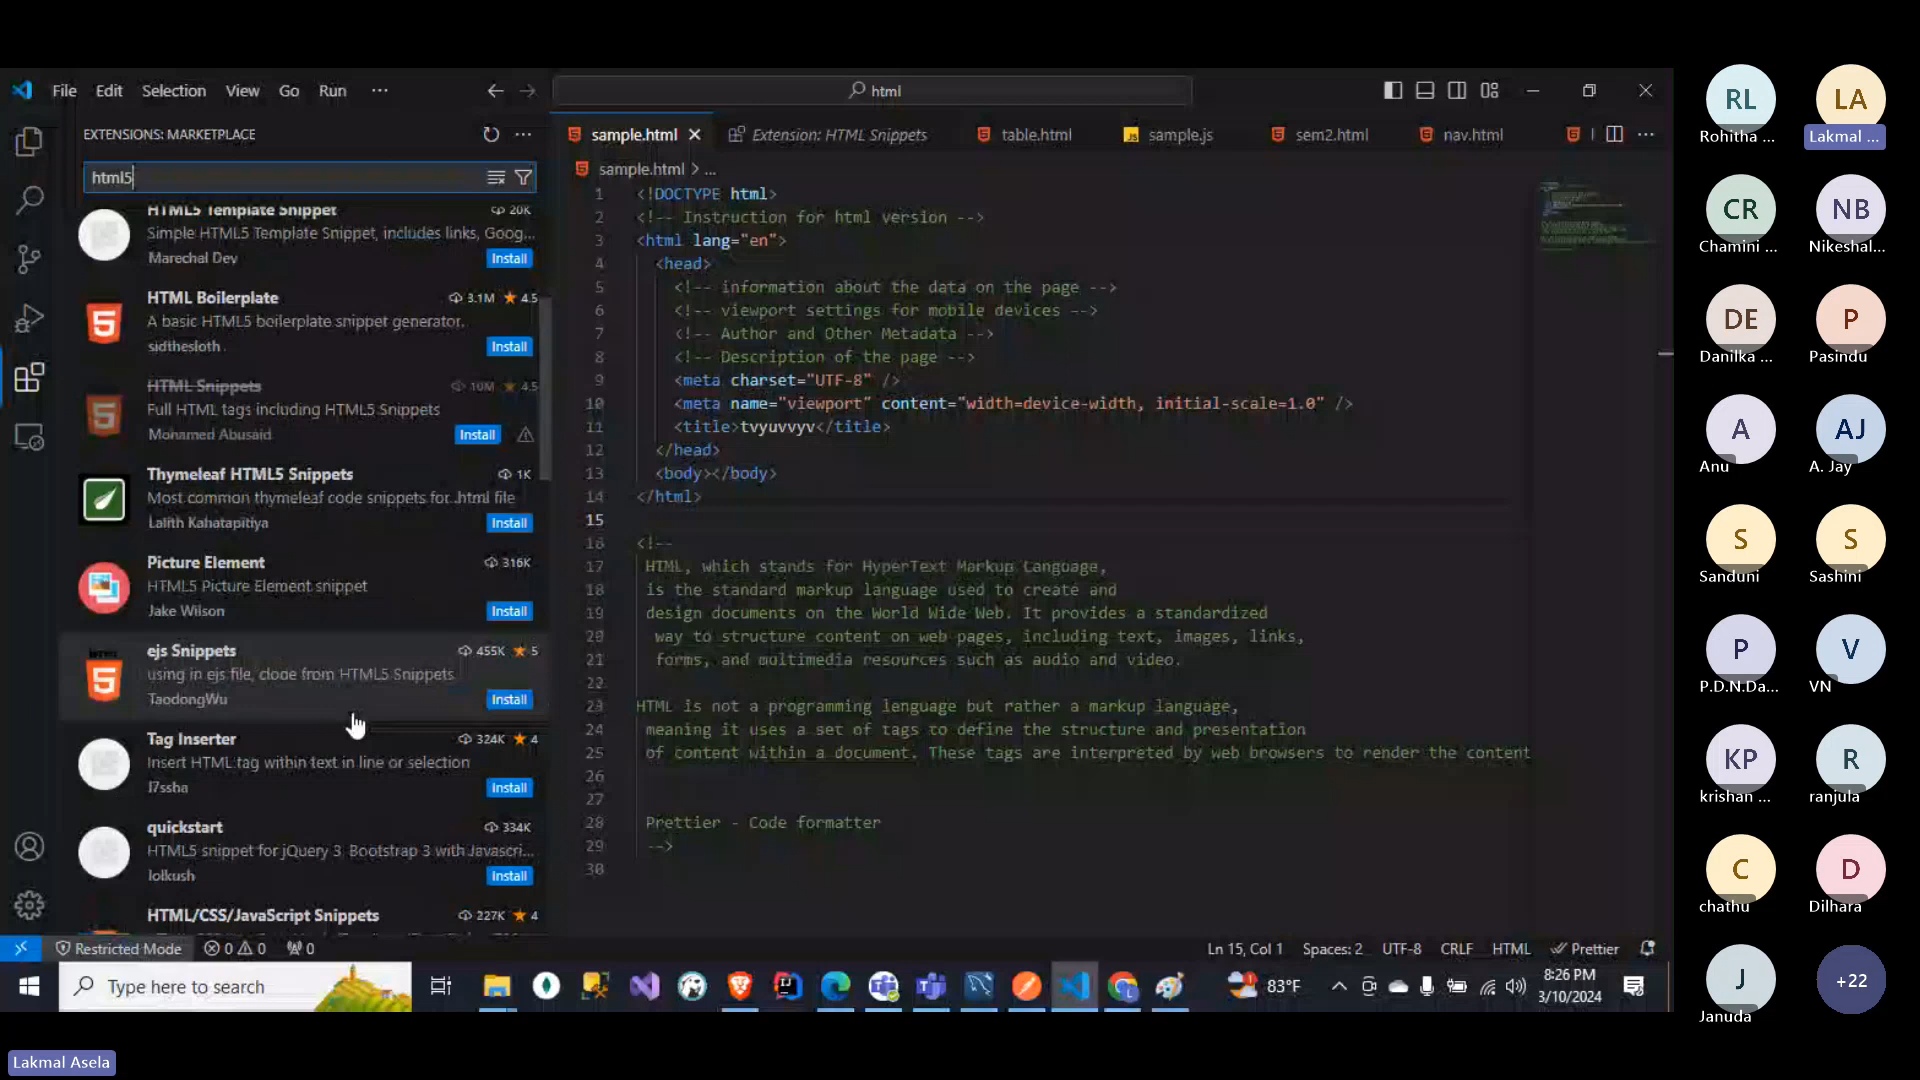 File Edit Selection View Go Run ···
html
EXTENSIONS: MARKETPLACE
html5
HTML5 Template Snippet 20K
Simple HTML5 Template Snippet, includes links, Goog...
Marechal Dev Install
HTML Boilerplate 3.1M 4.5
A basic HTML5 boilerplate snippet generator.
sidthesloth Install
HTML Snippets 10M 4.5
Full HTML tags including HTML5 Snippets
Mohamed Abusaid Install
Thymeleaf HTML5 Snippets 1K
Most common thymeleaf code snippets for .html file
Lalith Kahatapitiya Install
Picture Element 316K
HTML5 Picture Element snippet
Jake Wilson Install
ejs Snippets 455K 5
using in ejs file, clone from HTML5 Snippets
TaodongWu Install
Tag Inserter 324K 4
Insert HTML tag within text in line or selection
J7ssha Install
quickstart 334K
HTML5 snippet for jQuery 3 Bootstrap 3 with Javascri...
lolkush Install
HTML/CSS/JavaScript Snippets 227K 4
sample.html Extension: HTML Snippets table.html sample.js sem2.html nav.html
sample.html > ...
1 <!DOCTYPE html>
2 <!-- Instruction for html version -->
3 <html lang="en">
4 <head>
5 <!-- information about the data on the page -->
6 <!-- viewport settings for mobile devices -->
7 <!-- Author and Other Metadata -->
8 <!-- Description of the page -->
9 <meta charset="UTF-8" />
10 <meta name="viewport" content="width=device-width, initial-scale=1.0" />
11 <title>tvyuvvyv</title>
12 </head>
13 <body></body>
14 </html>
15
16 <!--
17 HTML, which stands for HyperText Markup Language,
18 is the standard markup language used to create and
19 design documents on the World Wide Web. It provides a standardized
20 way to structure content on web pages, including text, images, links,
21 forms, and multimedia resources such as audio and video.
22
23 HTML is not a programming language but rather a markup language,
24 meaning it uses a set of tags to define the structure and presentation
25 of content within a document. These tags are interpreted by web browsers to render the content
26
27
28 Prettier - Code formatter
29 -->
30
Restricted Mode 0 0 0
Ln 15, Col 1 Spaces: 2 UTF-8 CRLF HTML Prettier
Type here to search
83°F
8:26 PM
3/10/2024
RL LA
Rohitha ... Lakmal ...
CR NB
Chamini ... Nikeshal...
DE P
Danilka ... Pasindu
A AJ
Anu A. Jay
S S
Sanduni Sashini
P V
P.D.N.Da... VN
KP R
krishan ... ranjula
C D
chathu Dilhara
J +22
Januda
Lakmal Asela